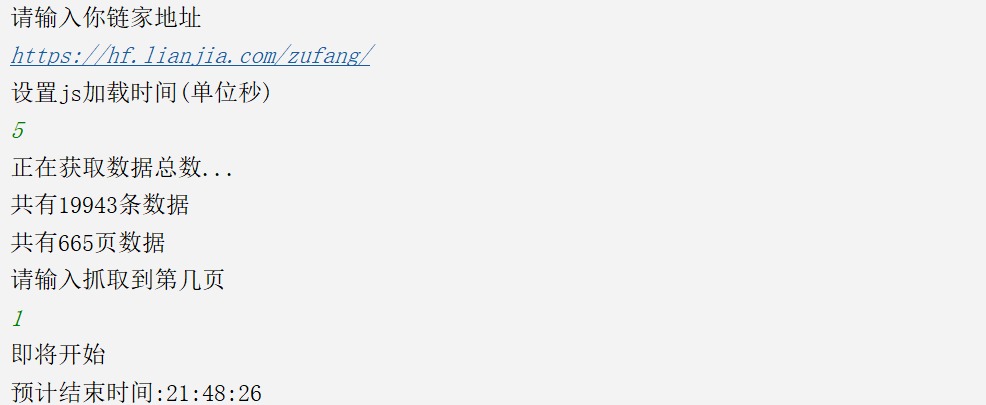 请输入你链家地址
https://hf.lianjia.com/zufang/
设置js加载时间(单位秒)
5
正在获取数据总数...
共有19943条数据
共有665页数据
请输入抓取到第几页
1
即将开始
预计结束时间:21:48:26